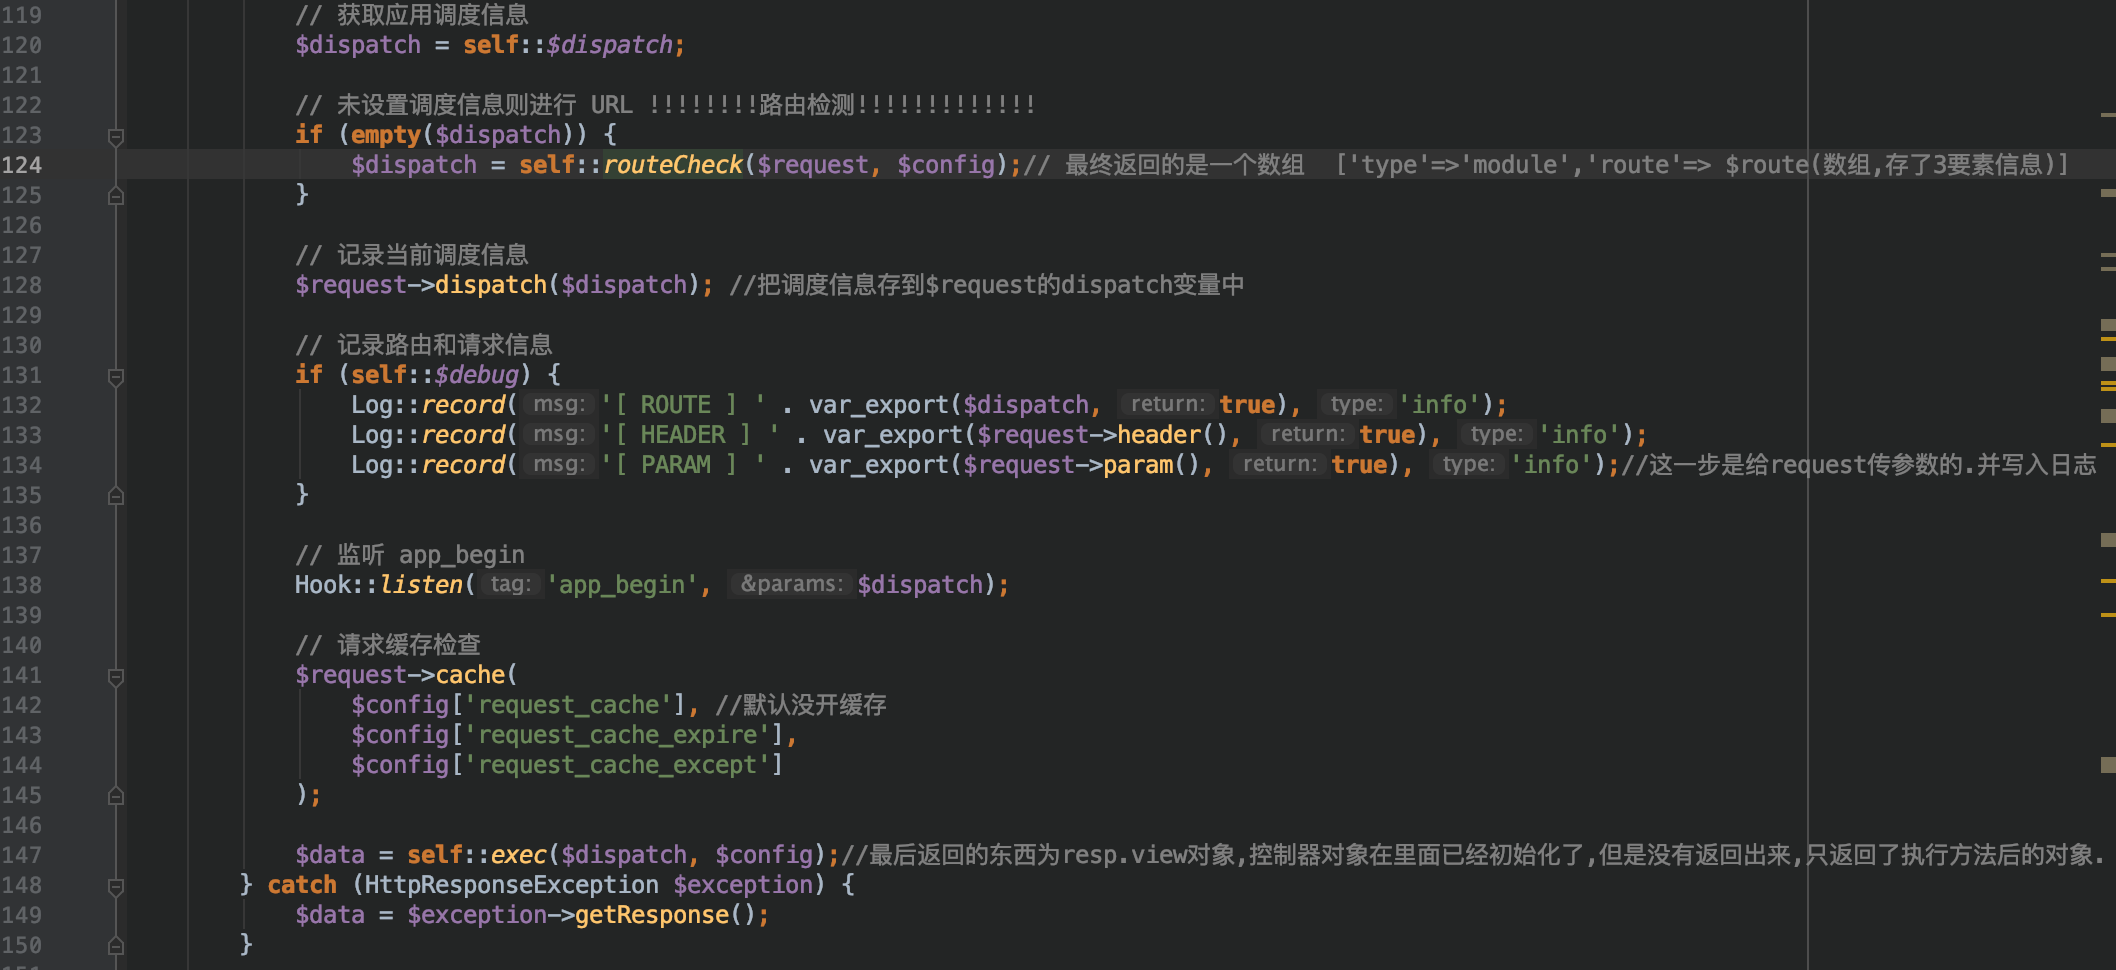 119 // 获取应用调度信息
120 $dispatch = self::$dispatch;
121
122 // 未设置调度信息则进行 URL !!!!!!!!路由检测!!!!!!!!!!!!!
123 if (empty($dispatch)) {
124 $dispatch = self::routeCheck($request, $config);// 最终返回的是一个数组  ['type'=>'module','route'=> $route(数组,存了3要素信息)]
125 }
126
127 // 记录当前调度信息
128 $request->dispatch($dispatch); //把调度信息存到$request的dispatch变量中
129
130 // 记录路由和请求信息
131 if (self::$debug) {
132 Log::record( msg: '[ ROUTE ] ' . var_export($dispatch, return: true), type: 'info');
133 Log::record( msg: '[ HEADER ] ' . var_export($request->header(), return: true), type: 'info');
134 Log::record( msg: '[ PARAM ] ' . var_export($request->param(), return: true), type: 'info');//这一步是给request传参数的.并写入日志
135 }
136
137 // 监听 app_begin
138 Hook::listen( tag: 'app_begin', &params: $dispatch);
139
140 // 请求缓存检查
141 $request->cache(
142 $config['request_cache'], //默认没开缓存
143 $config['request_cache_expire'],
144 $config['request_cache_except']
145 );
146
147 $data = self::exec($dispatch, $config);//最后返回的东西为resp.view对象,控制器对象在里面已经初始化了,但是没有返回出来,只返回了执行方法后的对象.
148 } catch (HttpResponseException $exception) {
149 $data = $exception->getResponse();
150 }